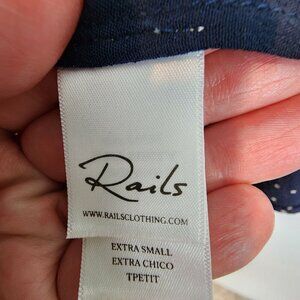 Rails
WWW.RAILSCLOTHING.COM
EXTRA SMALL
EXTRA CHICO
TPETIT